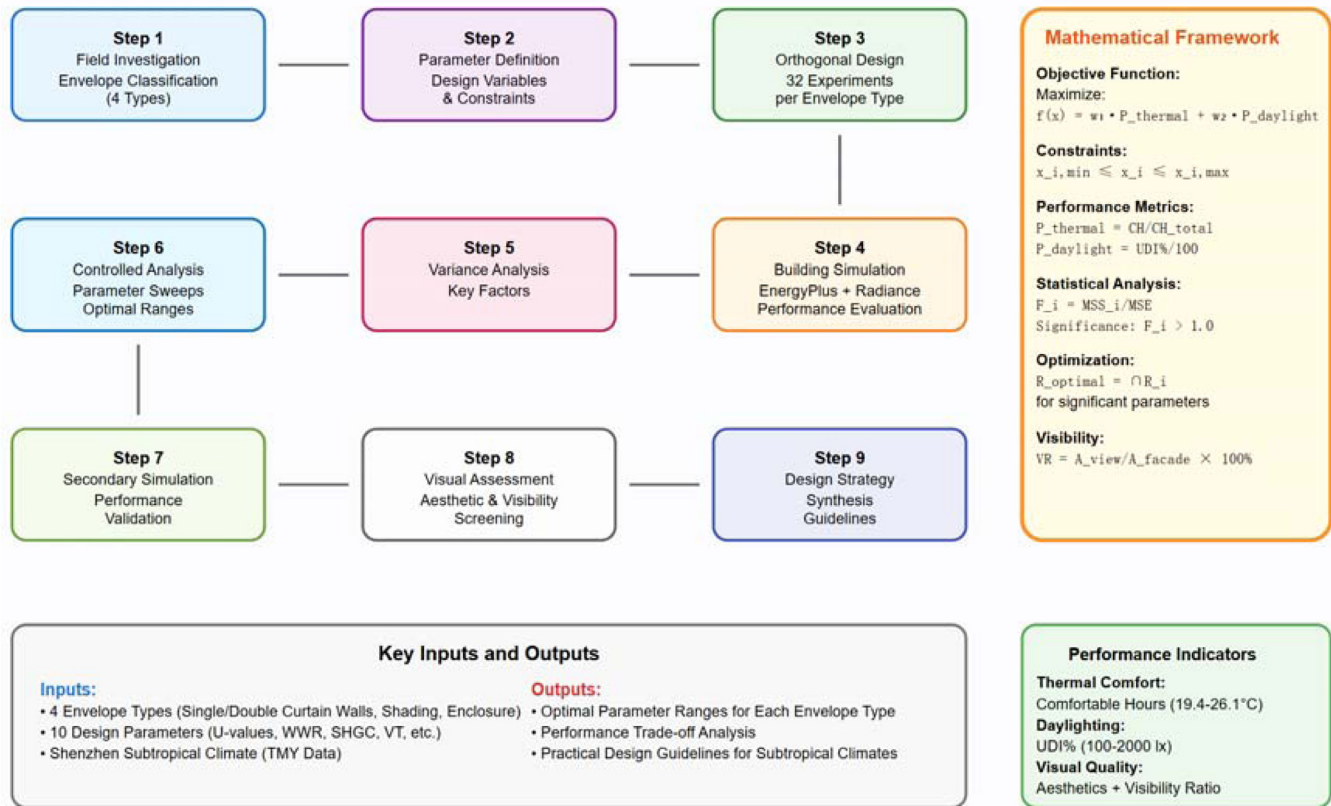 Step 1
Field Investigation
Envelope Classification
(4 Types)
Step 2
Parameter Definition
Design Variables
& Constraints
Step 3
Orthogonal Design
32 Experiments
per Envelope Type
Step 6
Controlled Analysis
Parameter Sweeps
Optimal Ranges
Step 5
Variance Analysis
Key Factors
Step 4
Building Simulation
EnergyPlus + Radiance
Performance Evaluation
Step 7
Secondary Simulation
Performance
Validation
Step 8
Visual Assessment
Aesthetic & Visibility
Screening
Step 9
Design Strategy
Synthesis
Guidelines
Mathematical Framework
Objective Function:
Maximize:
f(x) = w₁ • P_thermal + w₂ • P_daylight
Constraints:
x_i,min ≤ x_i ≤ x_i,max
Performance Metrics:
P_thermal = CH/CH_total
P_daylight = UDI%/100
Statistical Analysis:
F_i = MSS_i/MSE
Significance: F_i > 1.0
Optimization:
R_optimal = ∩R_i
for significant parameters
Visibility:
VR = A_view/A_facade × 100%
Key Inputs and Outputs
Inputs:
• 4 Envelope Types (Single/Double Curtain Walls, Shading, Enclosure)
• 10 Design Parameters (U-values, WWR, SHGC, VT, etc.)
• Shenzhen Subtropical Climate (TMY Data)
Outputs:
• Optimal Parameter Ranges for Each Envelope Type
• Performance Trade-off Analysis
• Practical Design Guidelines for Subtropical Climates
Performance Indicators
Thermal Comfort:
Comfortable Hours (19.4-26.1°C)
Daylighting:
UDI% (100-2000 lx)
Visual Quality:
Aesthetics + Visibility Ratio